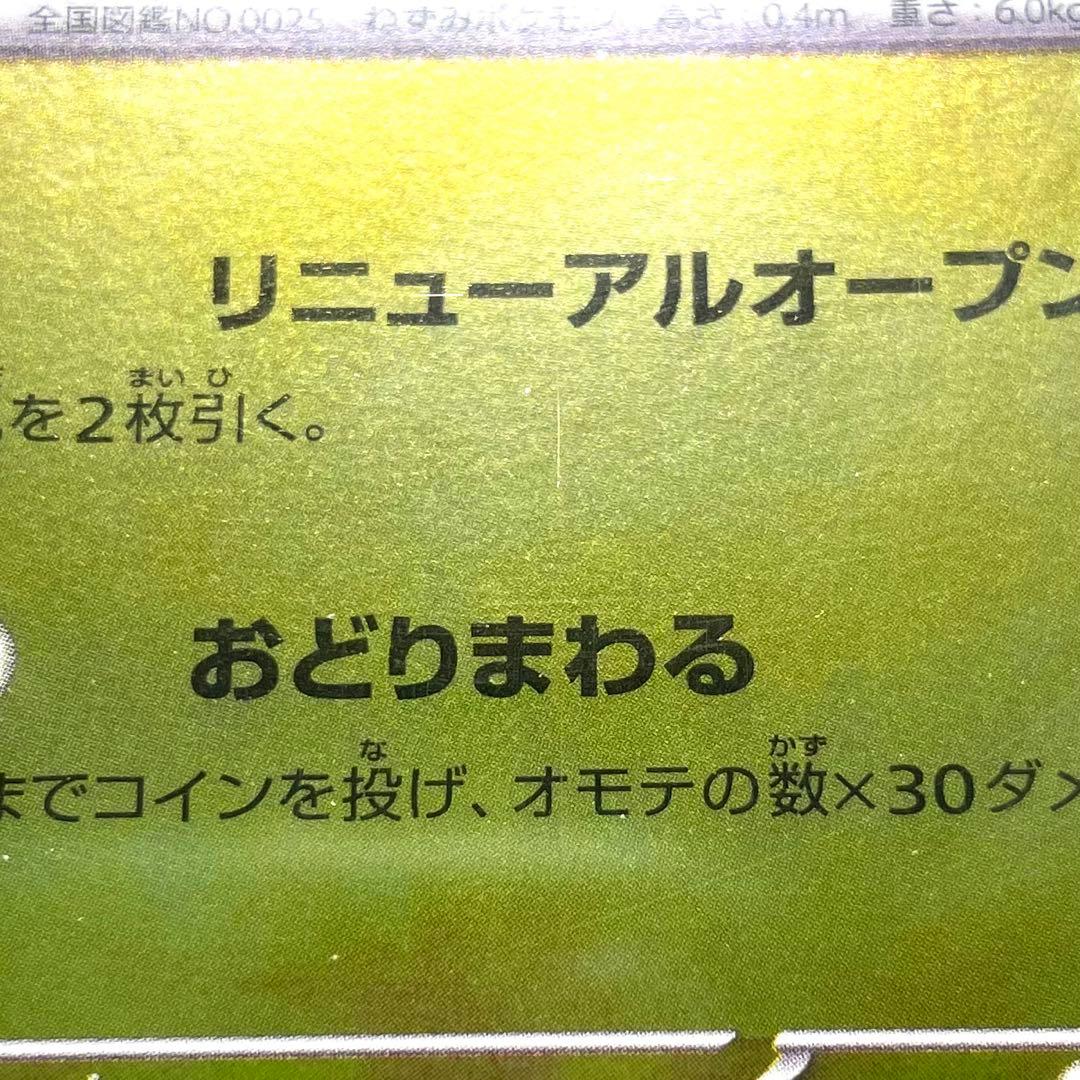 全国図鑑NO.0025 ねずみポケモン 高さ：0.4m 重さ：6.0kg
リニューアルオープン
まい ひ
を2枚引く。
おどりまわる
な かず
までコインを投げ、オモテの数×30ダメ